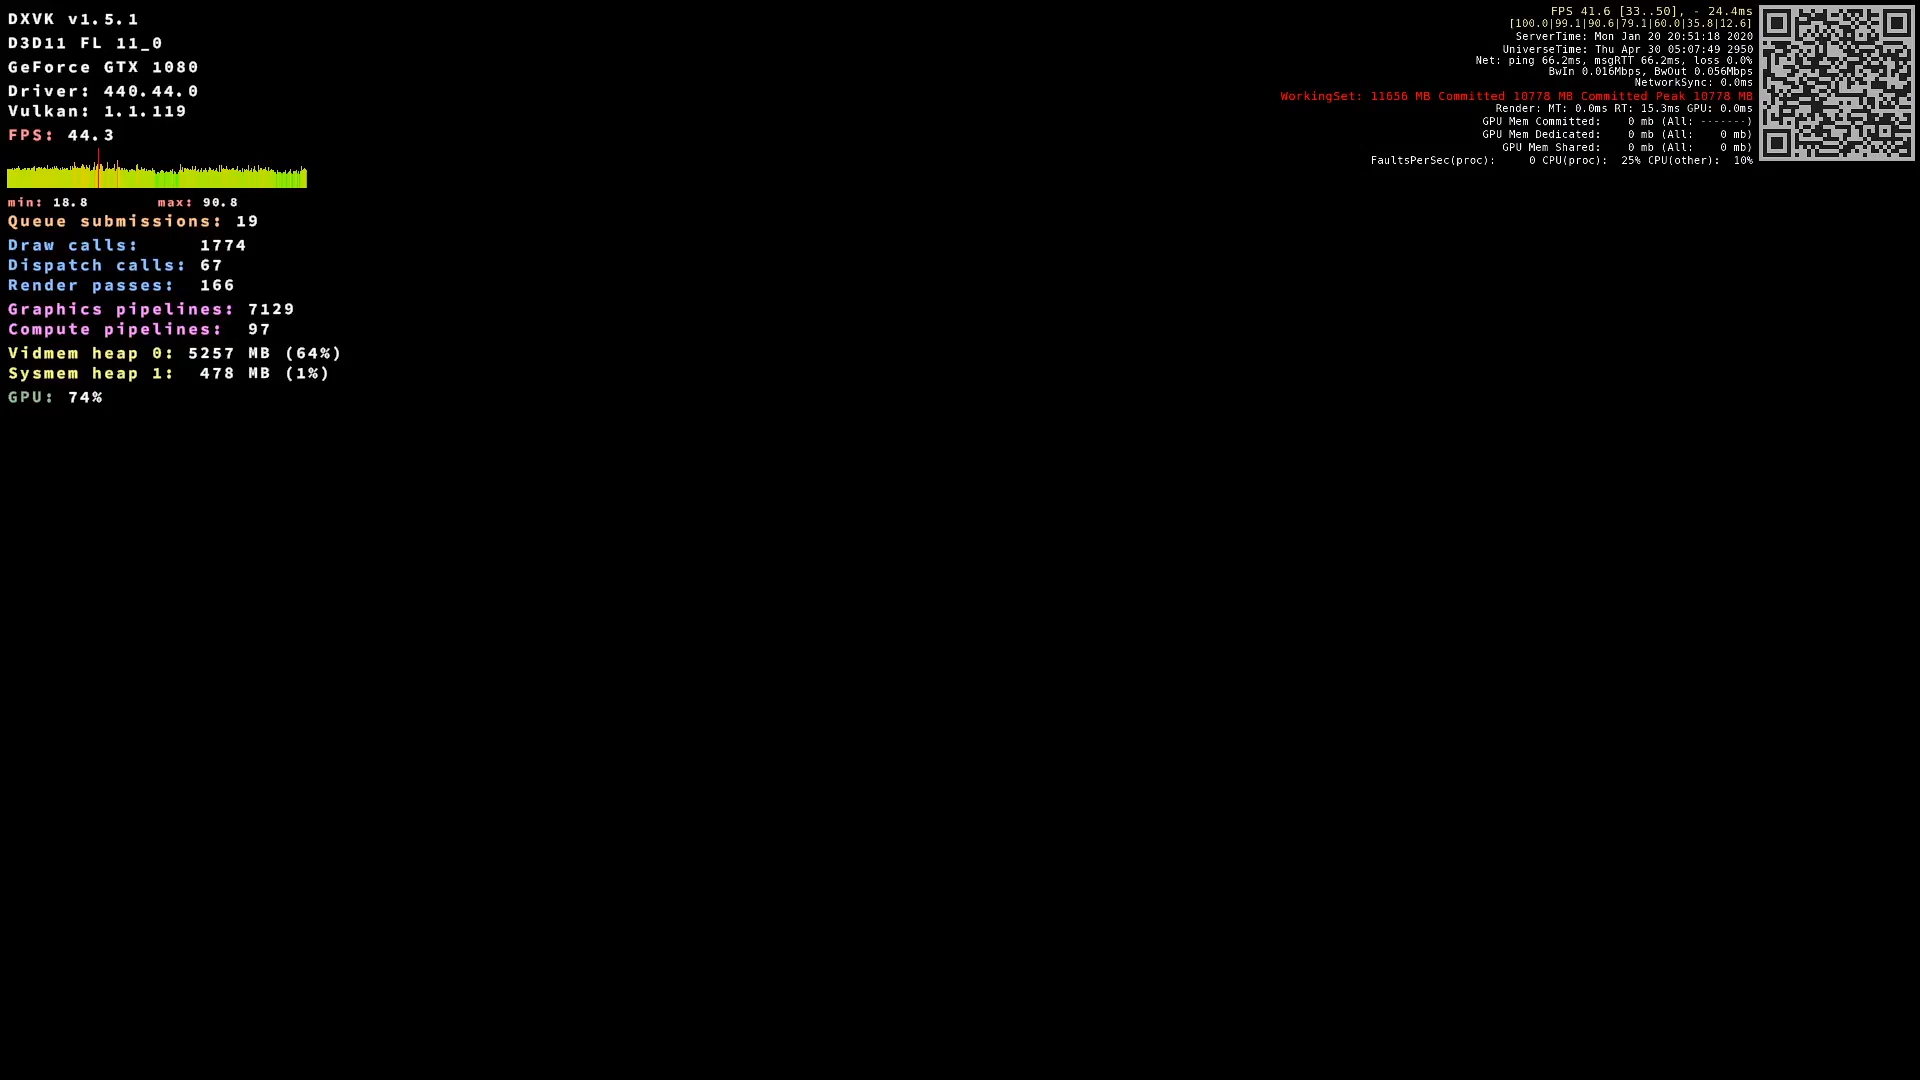 DXVK v1.5.1
D3D11 FL 11_0
GeForce GTX 1080
Driver: 440.44.0
Vulkan: 1.1.119
FPS: 44.3
min: 18.8 max: 90.8
Queue submissions: 19
Draw calls: 1774
Dispatch calls: 67
Render passes: 166
Graphics pipelines: 7129
Compute pipelines: 97
Vidmem heap 0: 5257 MB (64%)
Sysmem heap 1: 478 MB (1%)
GPU: 74%
FPS 41.6 [33..50], - 24.4ms
[100.0|99.1|90.6|79.1|60.0|35.8|12.6]
ServerTime: Mon Jan 20 20:51:18 2020
UniverseTime: Thu Apr 30 05:07:49 2950
Net: ping 66.2ms, msgRTT 66.2ms, loss 0.0%
BwIn 0.016Mbps, BwOut 0.056Mbps
NetworkSync: 0.0ms
WorkingSet: 11656 MB Committed 10778 MB Committed Peak 10778 MB
Render: MT: 0.0ms RT: 15.3ms GPU: 0.0ms
GPU Mem Committed: 0 mb (All: -------)
GPU Mem Dedicated: 0 mb (All: 0 mb)
GPU Mem Shared: 0 mb (All: 0 mb)
FaultsPerSec(proc): 0 CPU(proc): 25% CPU(other): 10%